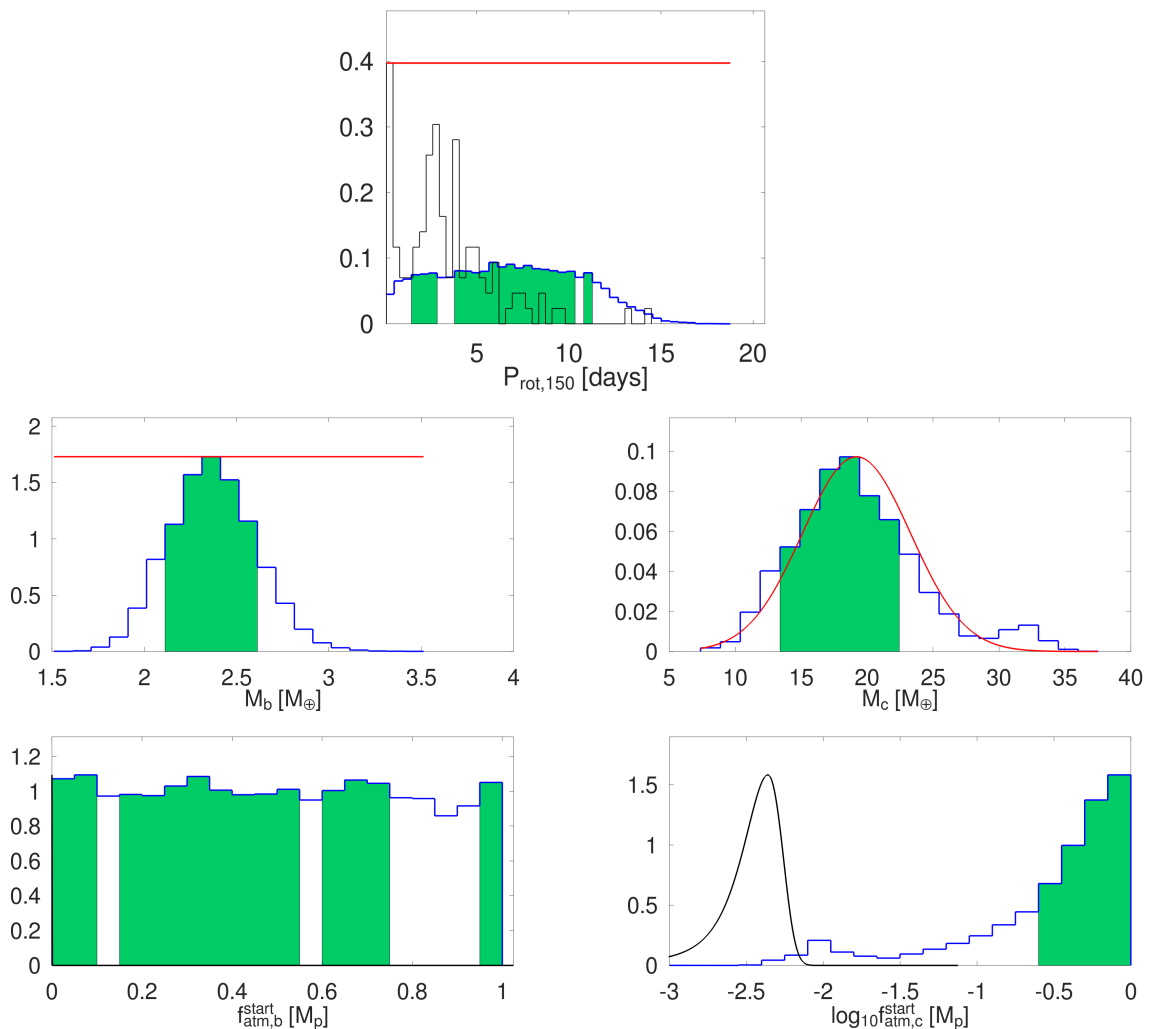 0.4
0.3
0.2
0.1
0
5 10 15 20
P_rot,150 [days]
2
1.5
1
0.5
0
1.5 2 2.5 3 3.5 4
M_b [M_⊕]
0.1
0.08
0.06
0.04
0.02
0
5 10 15 20 25 30 35 40
M_c [M_⊕]
1.2
1
0.8
0.6
0.4
0.2
0
0 0.2 0.4 0.6 0.8 1
f_atm,b^start [M_p]
1.5
1
0.5
0
-3 -2.5 -2 -1.5 -1 -0.5 0
log_10 f_atm,c^start [M_p]